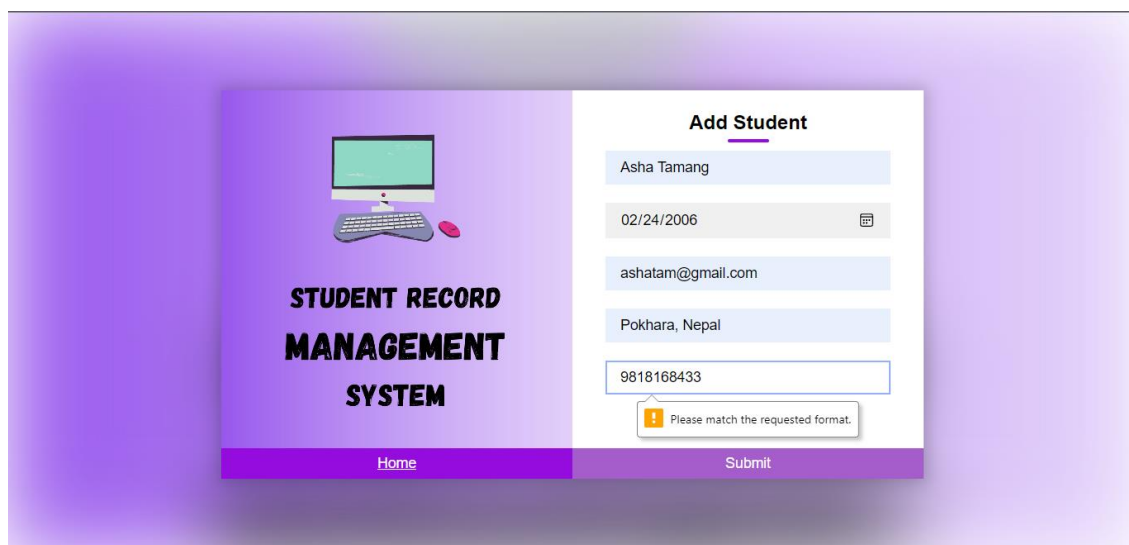 STUDENT RECORD
MANAGEMENT
SYSTEM
Home
Add Student
Asha Tamang
02/24/2006
ashatam@gmail.com
Pokhara, Nepal
9818168433
! Please match the requested format.
Submit